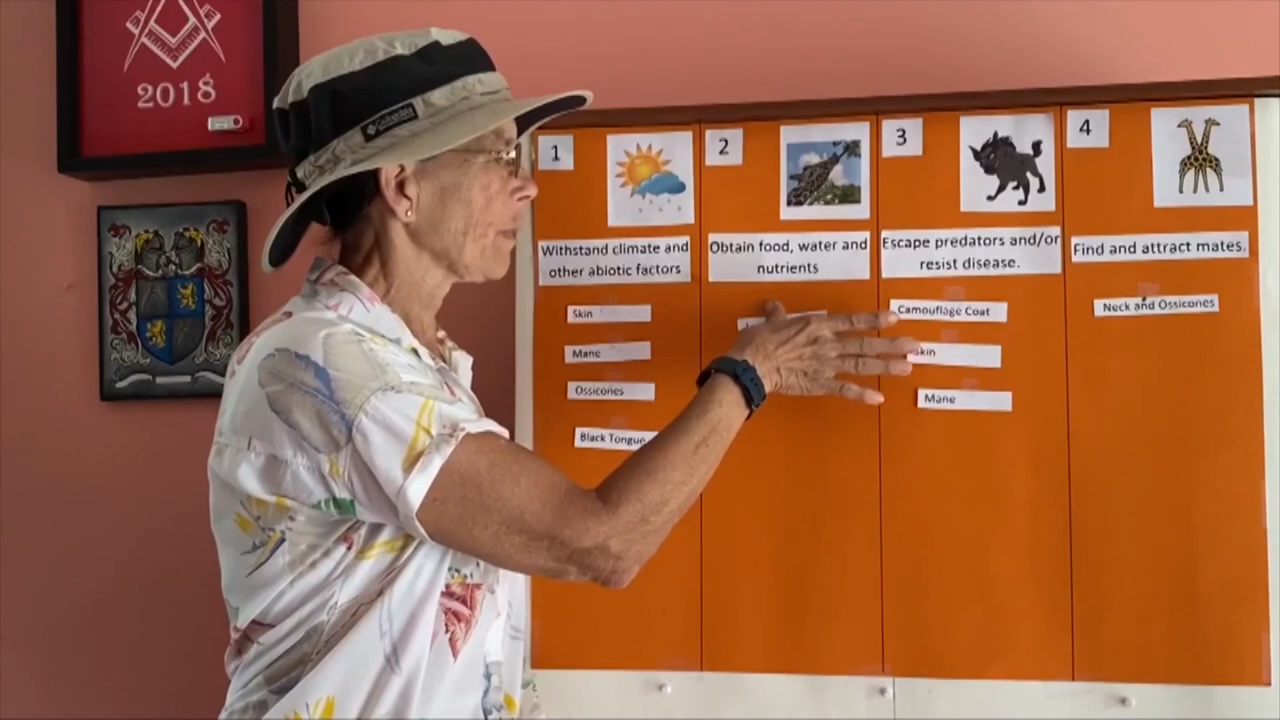 2018
Columbia
1
2
3
4
Withstand climate and
other abiotic factors
Obtain food, water and
nutrients
Escape predators and/or
resist disease.
Find and attract mates.
Skin
Mane
Ossicones
Black Tongue
Camouflage Coat
Skin
Mane
Neck and Ossicones